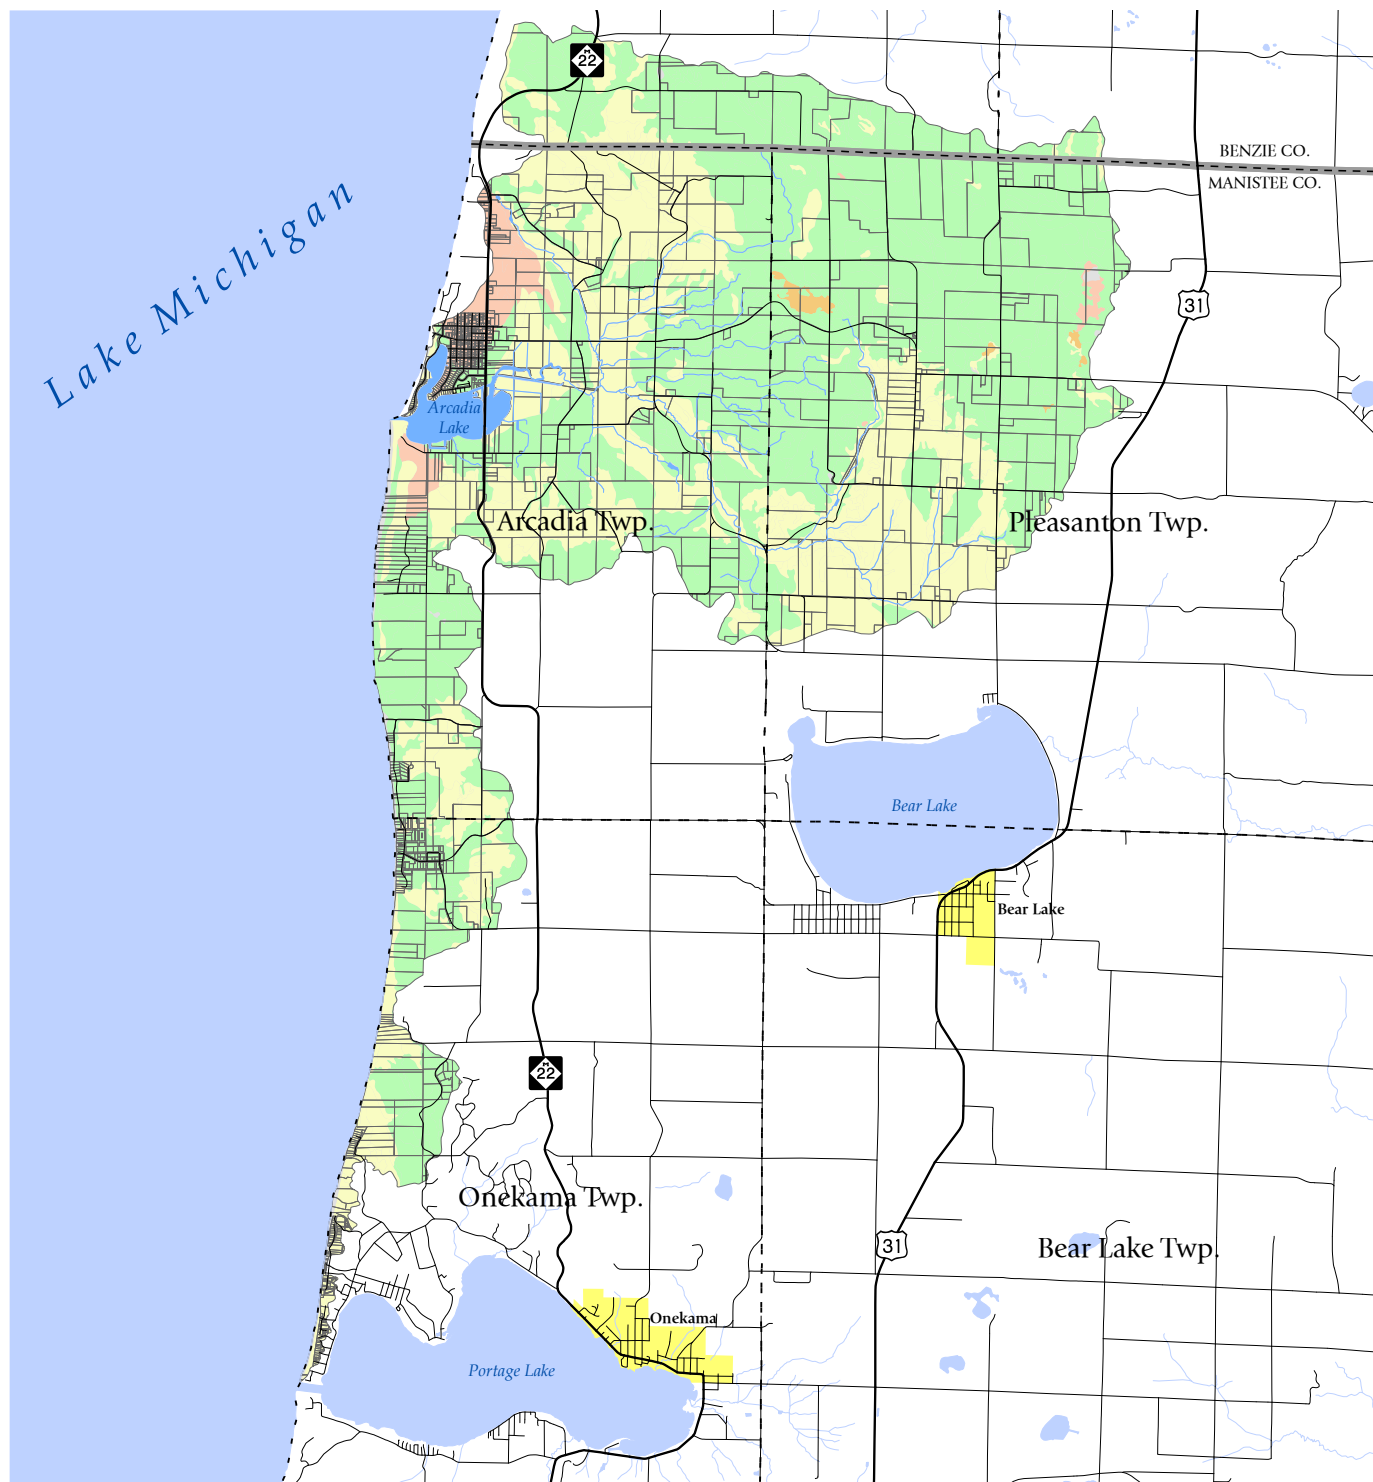 M
22
BENZIE CO.
MANISTEE CO.
Lake Michigan
31
Arcadia
Lake
Arcadia Twp.
Pleasanton Twp.
Bear Lake
Bear Lake
M
22
Onekama Twp.
31
Bear Lake Twp.
Onekama
Portage Lake